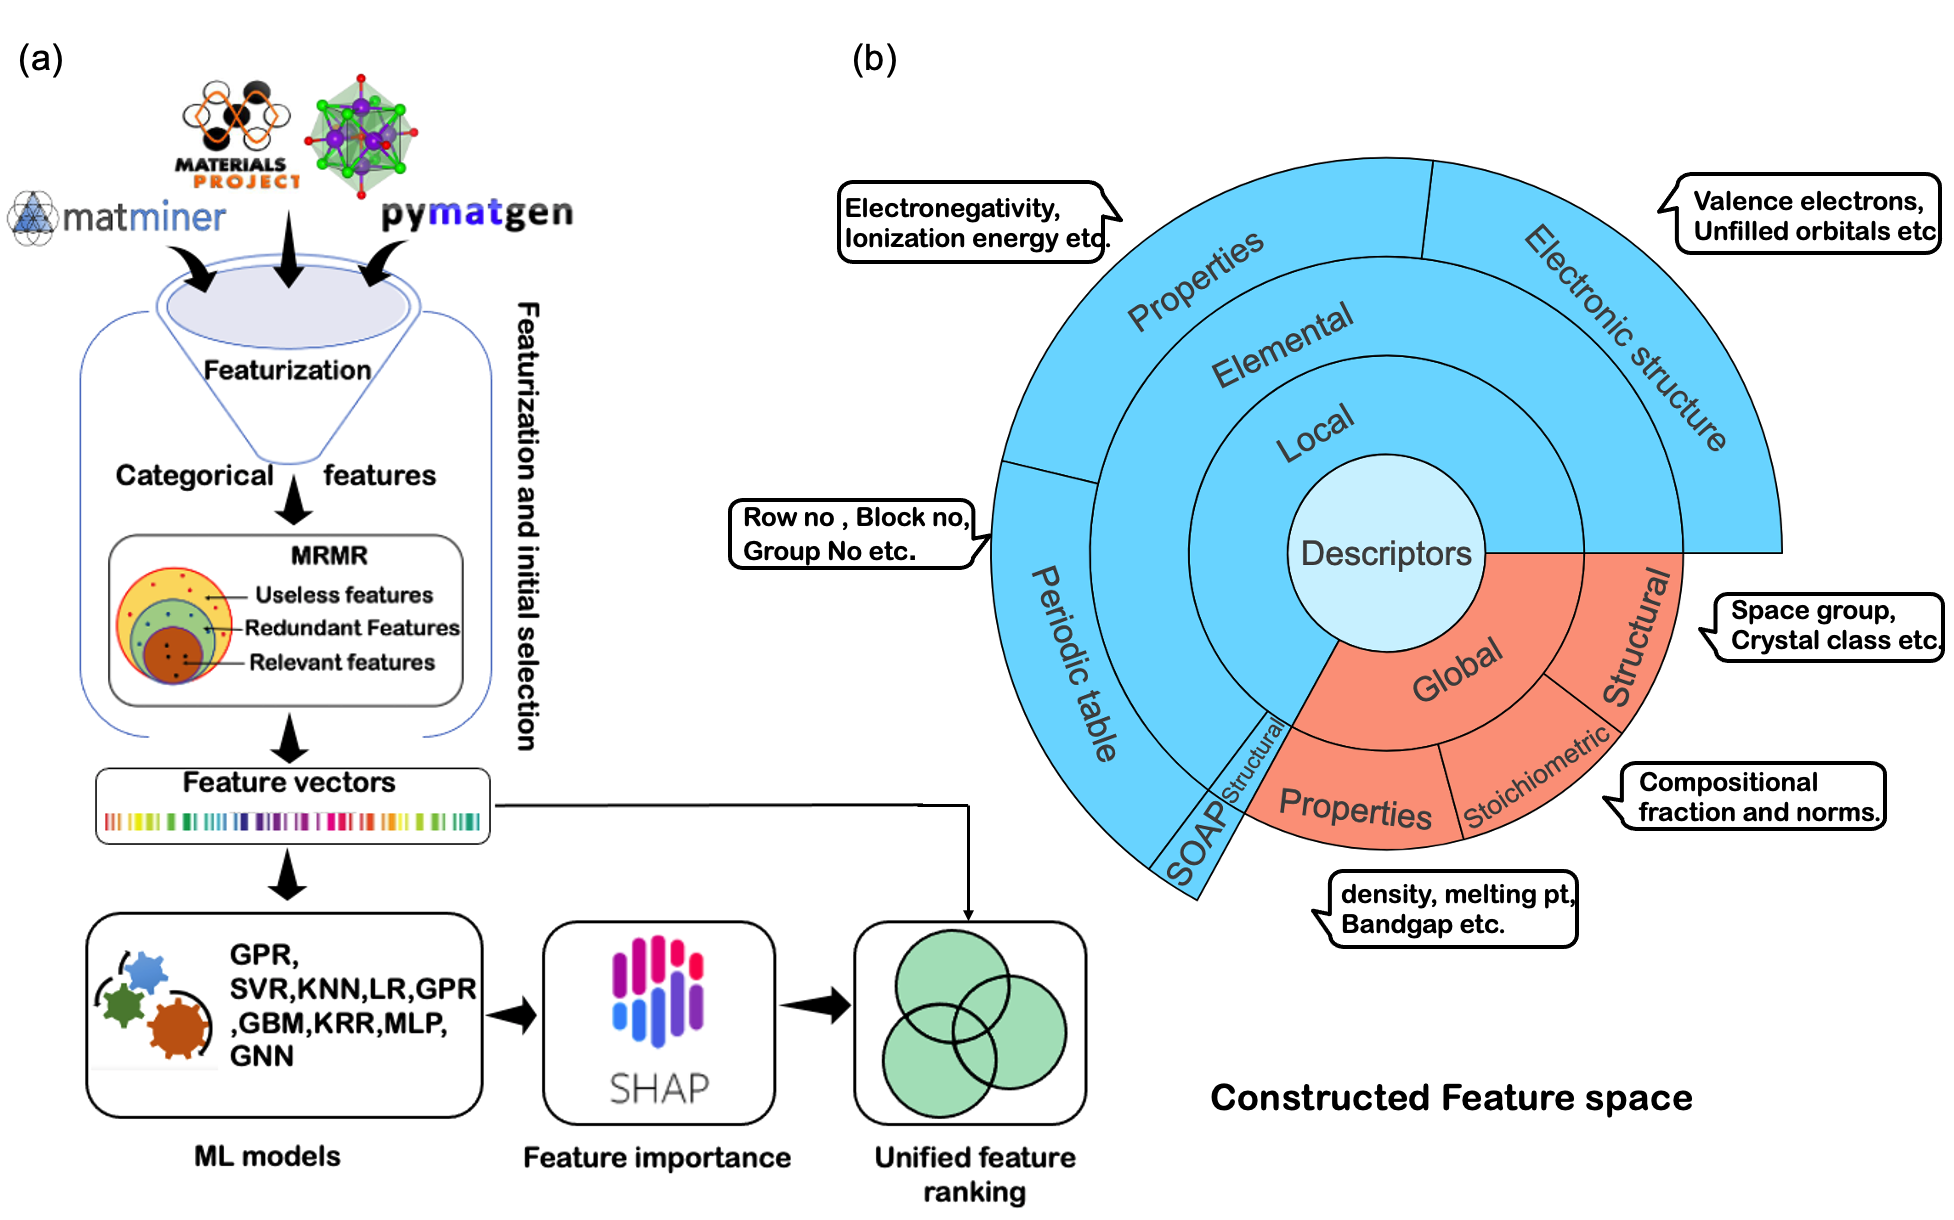 (a)
MATERIALS
PROJECT
matminer
pymatgen
Featurization
Categorical features
MRMR
Useless features
Redundant Features
Relevant features
Featurization and initial selection
Feature vectors
GPR,
SVR,KNN,LR,GPR
,GBM,KRR,MLP,
GNN
ML models
SHAP
Feature importance
Unified feature
ranking
(b)
Electronegativity,
Ionization energy etc.
Valence electrons,
Unfilled orbitals etc
Properties
Electronic structure
Elemental
Local
Row no , Block no,
Group No etc.
Descriptors
Periodic table
Global
Structural
Space group,
Crystal class etc.
Structural
SOAP
Properties
Stoichiometric
Compositional
fraction and norms.
density, melting pt,
Bandgap etc.
Constructed Feature space